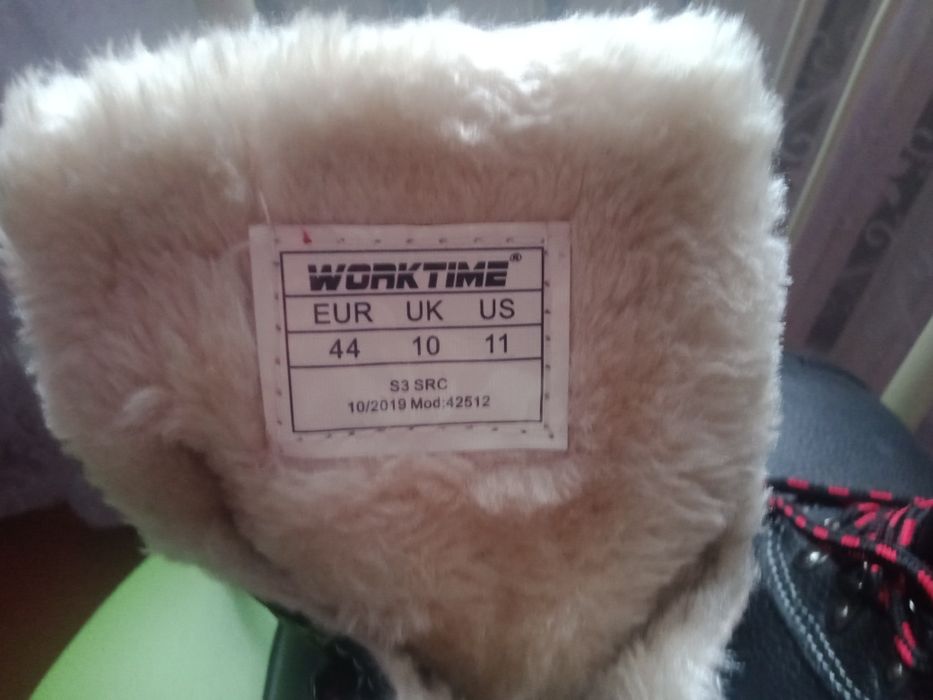 WORKTIME®
EUR UK US
44 10 11
S3 SRC
10/2019 Mod:42512